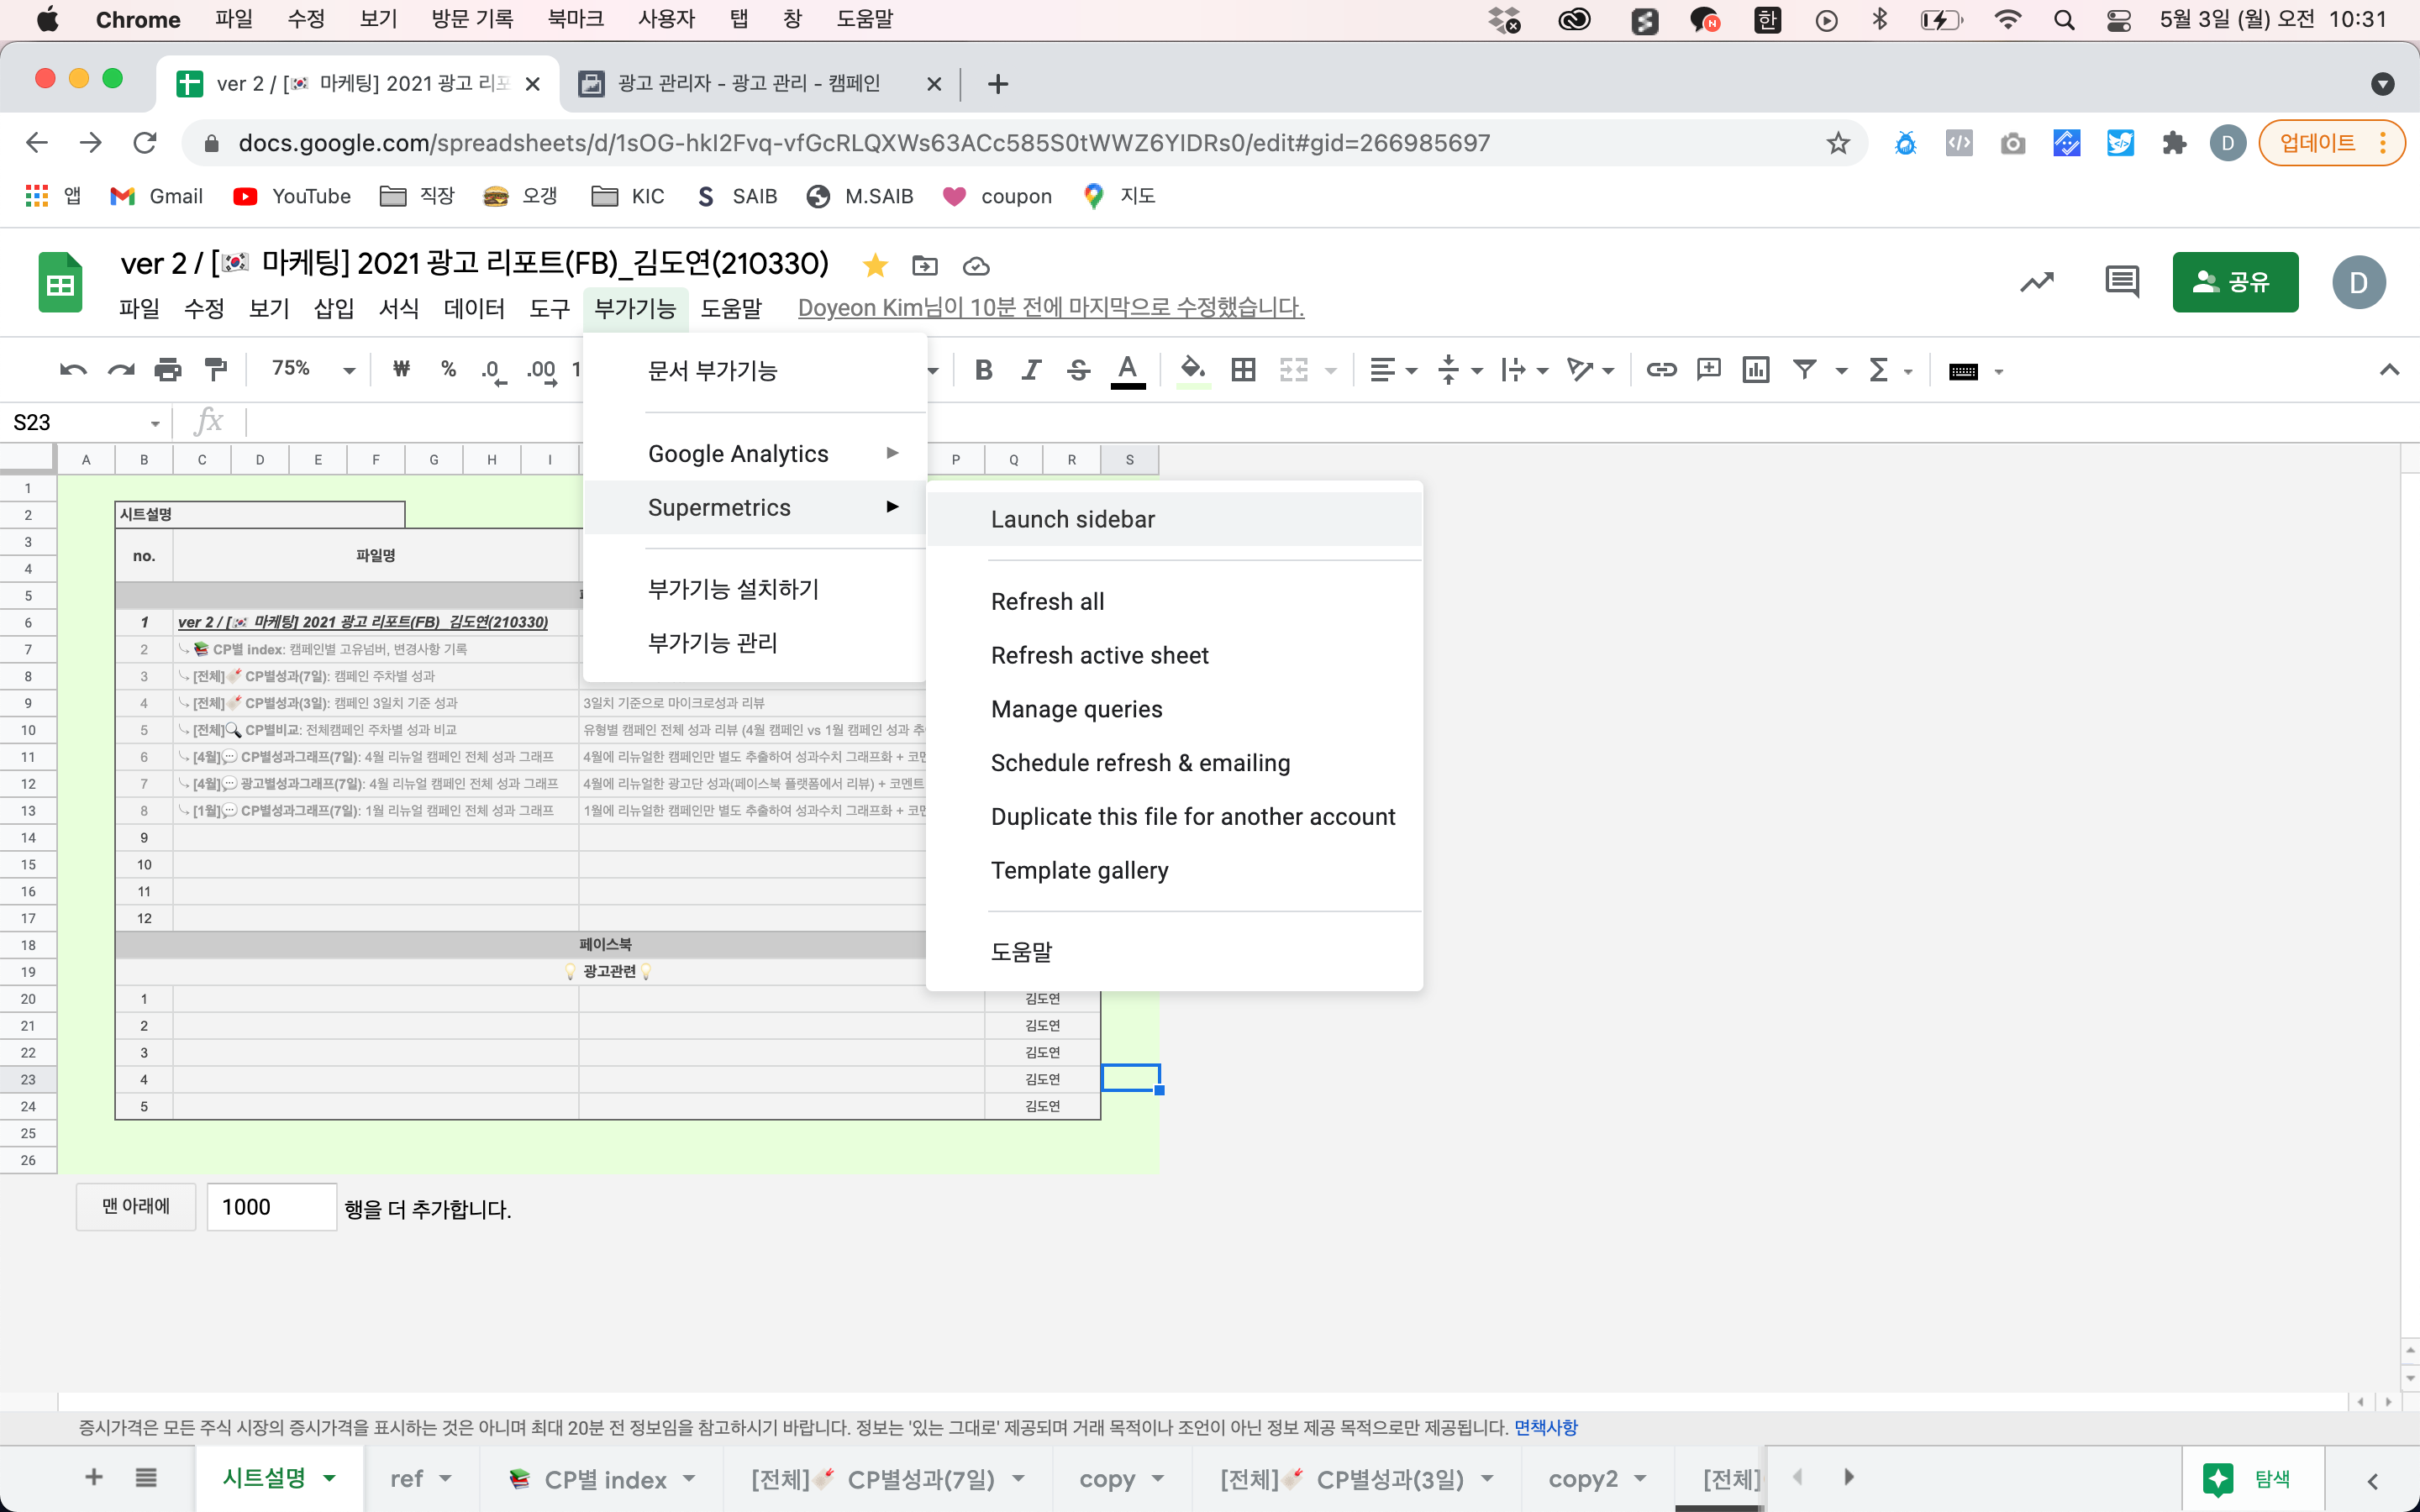 Chrome 파일 수정 보기 방문 기록 북마크 사용자 탭 창 도움말 한 5월 3일 (월) 오전 10:31
ver 2 / [🇰🇷 마케팅] 2021 광고 리포 광고 관리자 - 광고 관리 - 캠페인
docs.google.com/spreadsheets/d/1sOG-hkI2Fvq-vfGcRLQXWs63ACc585S0tWWZ6YIDRs0/edit#gid=266985697 D 업데이트
앱 Gmail YouTube 직장 오갱 KIC SAIB M.SAIB coupon 지도
ver 2 / [🇰🇷 마케팅] 2021 광고 리포트(FB)_김도연(210330)
파일 수정 보기 삽입 서식 데이터 도구 부가기능 도움말 Doyeon Kim님이 10분 전에 마지막으로 수정했습니다. 공유 D
75% ₩ % .0 .00 1 B I S A
S23 fx
A B C D E F G H I P Q R S
문서 부가기능
Google Analytics
Supermetrics
부가기능 설치하기
부가기능 관리
Launch sidebar
Refresh all
Refresh active sheet
Manage queries
Schedule refresh & emailing
Duplicate this file for another account
Template gallery
도움말
1
2 시트설명
3
no. 파일명
4
5
6 1 ver 2 / [🇰🇷 마케팅] 2021 광고 리포트(FB)_김도연(210330)
7 2 ⤷📚 CP별 index: 캠페인별 고유넘버, 변경사항 기록
8 3 ⤷[전체]🧨 CP별성과(7일): 캠페인 주차별 성과
9 4 ⤷[전체]🧨 CP별성과(3일): 캠페인 3일치 기준 성과 3일치 기준으로 마이크로성과 리뷰
10 5 ⤷[전체]🔍 CP별비교: 전체캠페인 주차별 성과 비교 유형별 캠페인 전체 성과 리뷰 (4월 캠페인 vs 1월 캠페인 성과 추
11 6 ⤷[4월]💬 CP별성과그래프(7일): 4월 리뉴얼 캠페인 전체 성과 그래프 4월에 리뉴얼한 캠페인만 별도 추출하여 성과수치 그래프화 + 코멘
12 7 ⤷[4월]💬 광고별성과그래프(7일): 4월 리뉴얼 캠페인 전체 성과 그래프 4월에 리뉴얼한 광고단 성과(페이스북 플랫폼에서 리뷰) + 코멘트
13 8 ⤷[1월]💬 CP별성과그래프(7일): 1월 리뉴얼 캠페인 전체 성과 그래프 1월에 리뉴얼한 캠페인만 별도 추출하여 성과수치 그래프화 + 코멘
14 9
15 10
16 11
17 12
18 페이스북
19 💡 광고관련 💡
20 1 김도연
21 2 김도연
22 3 김도연
23 4 김도연
24 5 김도연
25
26
맨 아래에 1000 행을 더 추가합니다.
증시가격은 모든 주식 시장의 증시가격을 표시하는 것은 아니며 최대 20분 전 정보임을 참고하시기 바랍니다. 정보는 '있는 그대로' 제공되며 거래 목적이나 조언이 아닌 정보 제공 목적으로만 제공됩니다. 면책사항
시트설명 ref 📚 CP별 index [전체]🧨 CP별성과(7일) copy [전체]🧨 CP별성과(3일) copy2 [전체] 탐색